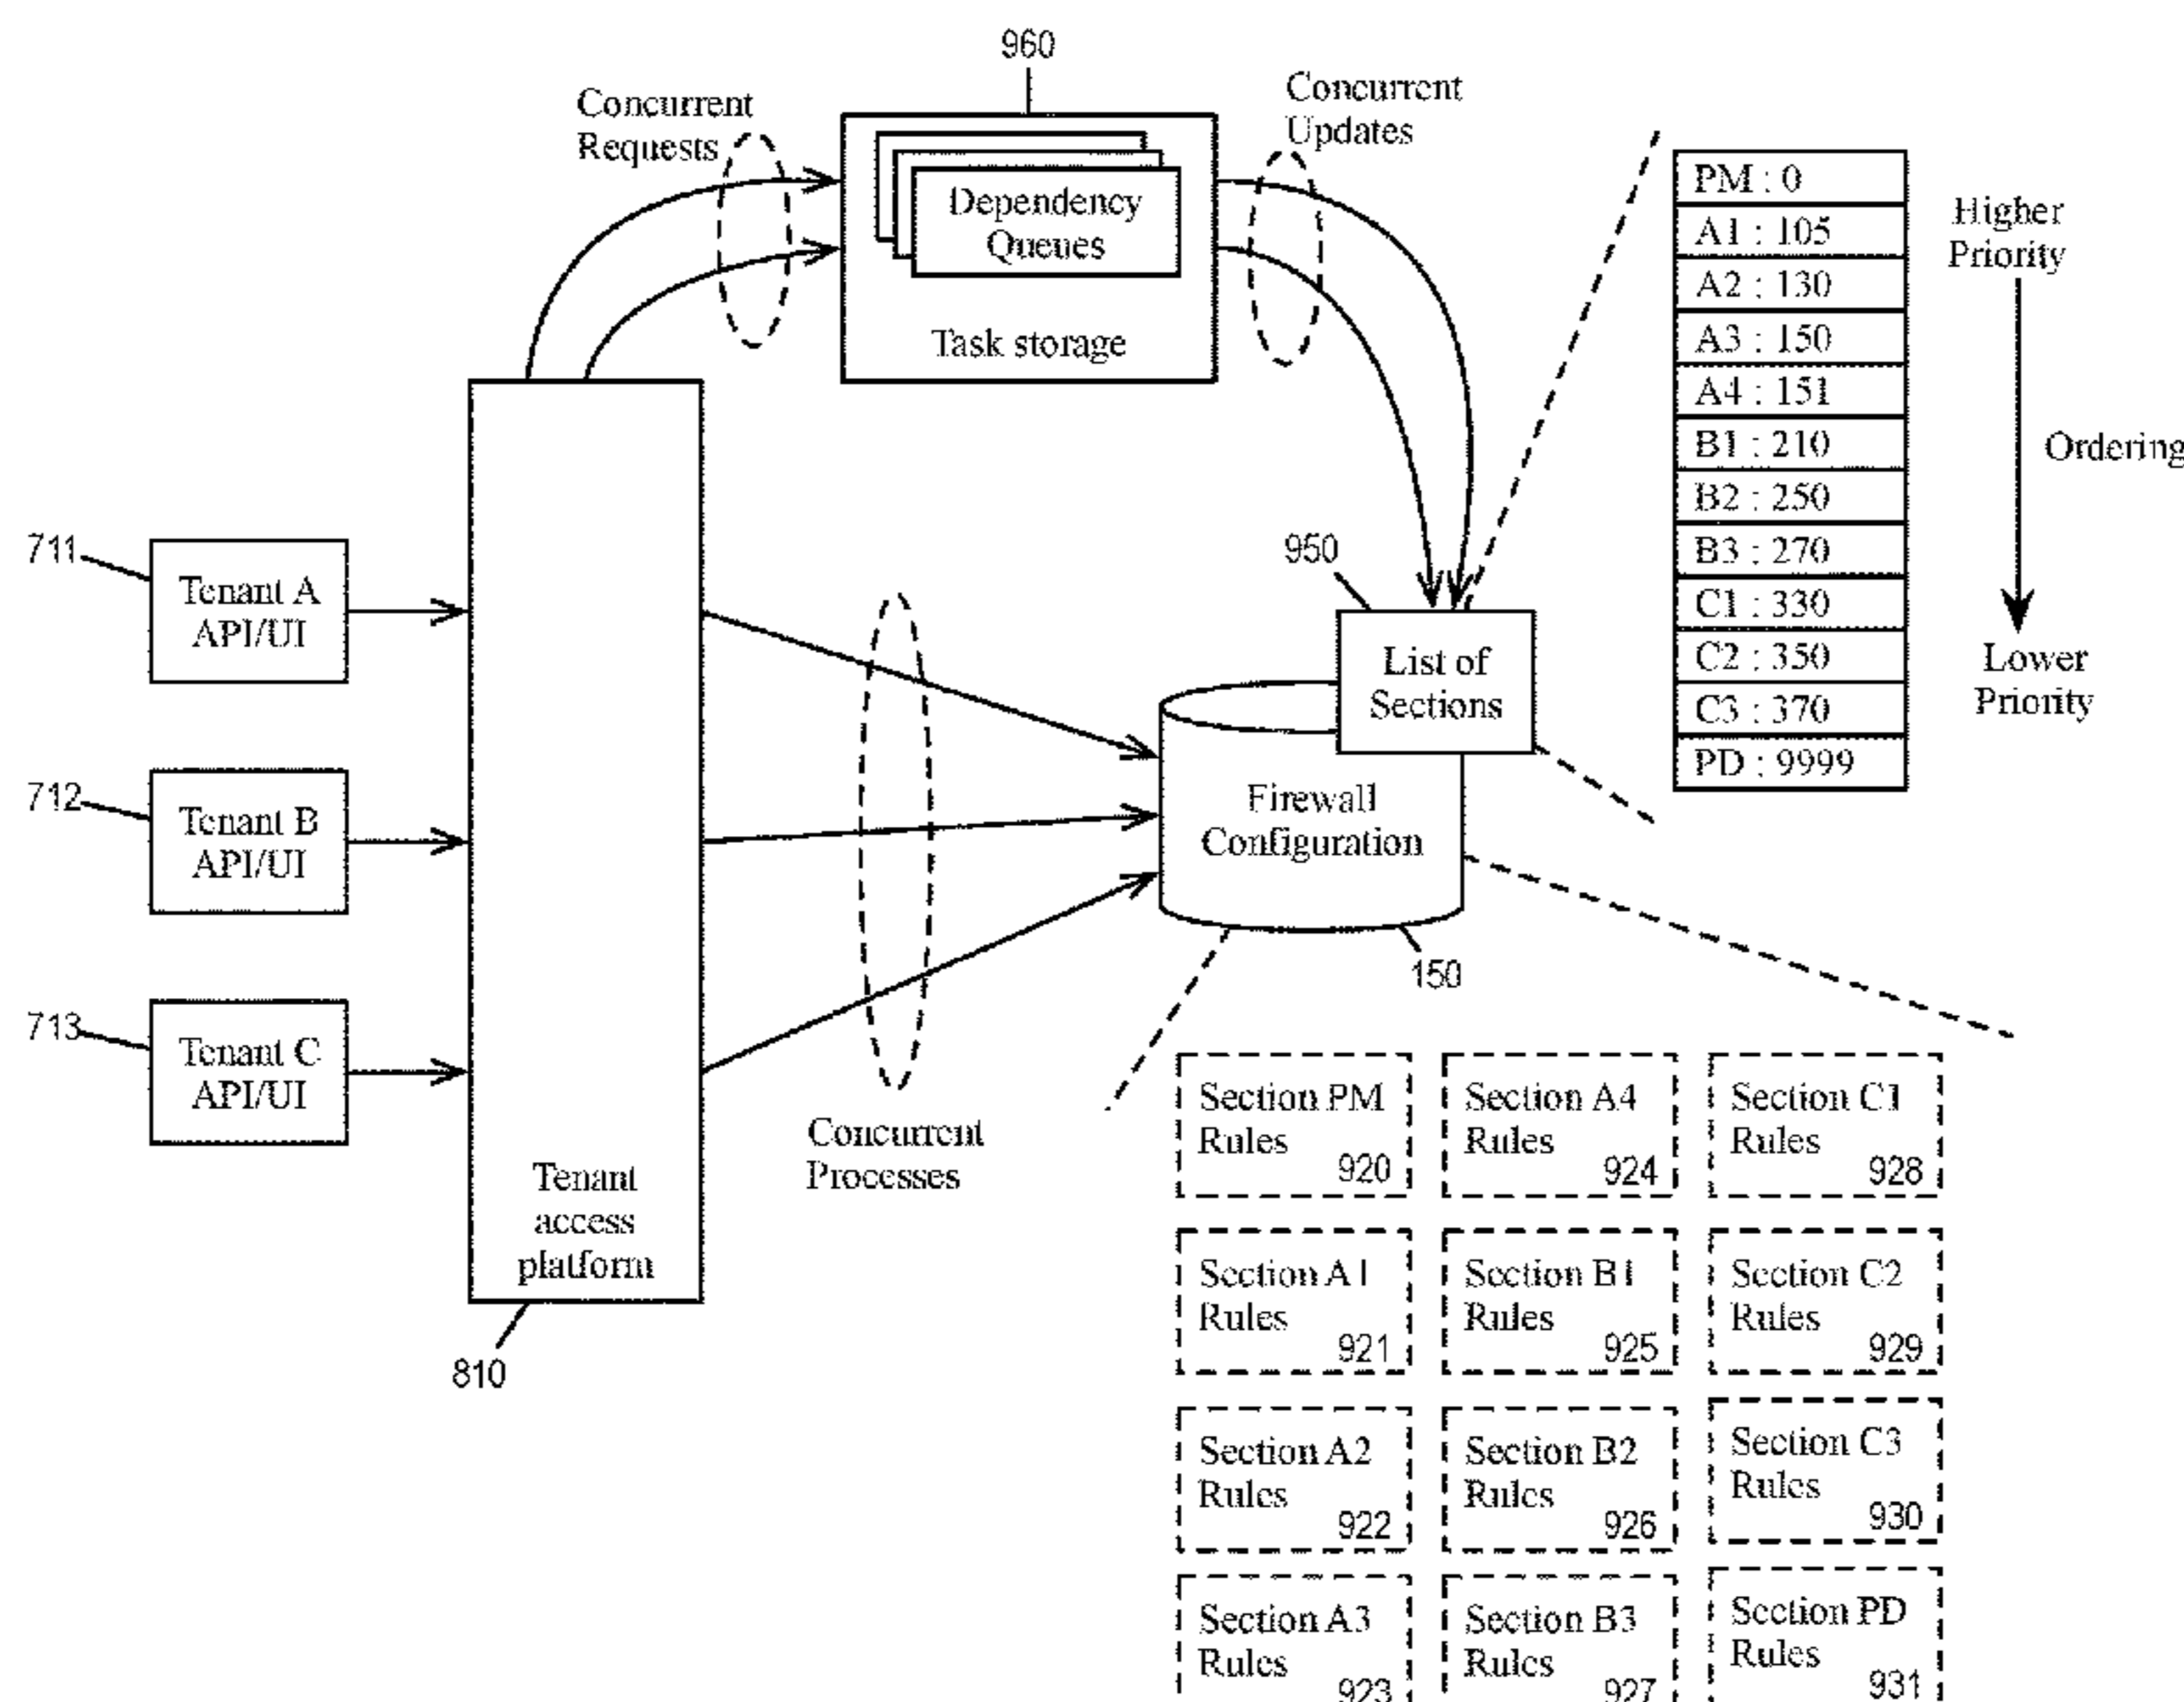 960
Concurrent
Requests
Concurrent
Updates
Dependency
Queues
Task storage
PM : 0
A1 : 105
A2 : 130
A3 : 150
A4 : 151
B1 : 210
B2 : 250
B3 : 270
C1 : 330
C2 : 350
C3 : 370
PD : 9999
Higher
Priority
Ordering
Lower
Priority
711
Tenant A
API/UI
712
Tenant B
API/UI
713
Tenant C
API/UI
Tenant
access
platform
810
Concurrent
Processes
950
List of
Sections
Firewall
Configuration
150
Section PM
Rules
920
Section A4
Rules
924
Section C1
Rules
928
Section A1
Rules
921
Section B1
Rules
925
Section C2
Rules
929
Section A2
Rules
922
Section B2
Rules
926
Section C3
Rules
930
Section A3
Rules
923
Section B3
Rules
927
Section PD
Rules
931